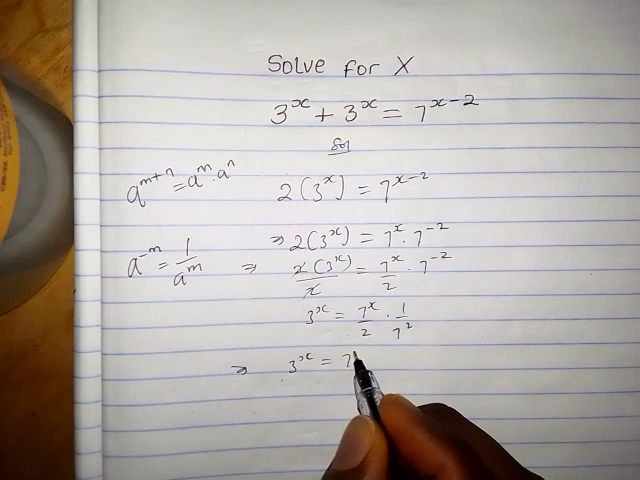 Solve for X
3^x + 3^x = 7^{x-2}
Sol
a^{m+n} = a^m . a^n
2(3^x) = 7^{x-2}
⇒ 2(3^x) = 7^x . 7^{-2}
a^{-m} = 1/a^m
⇒ 2(3^x)/2 = 7^x/2 . 7^{-2}
3^x = 7^x/2 . 1/7^2
⇒ 3^x = 7